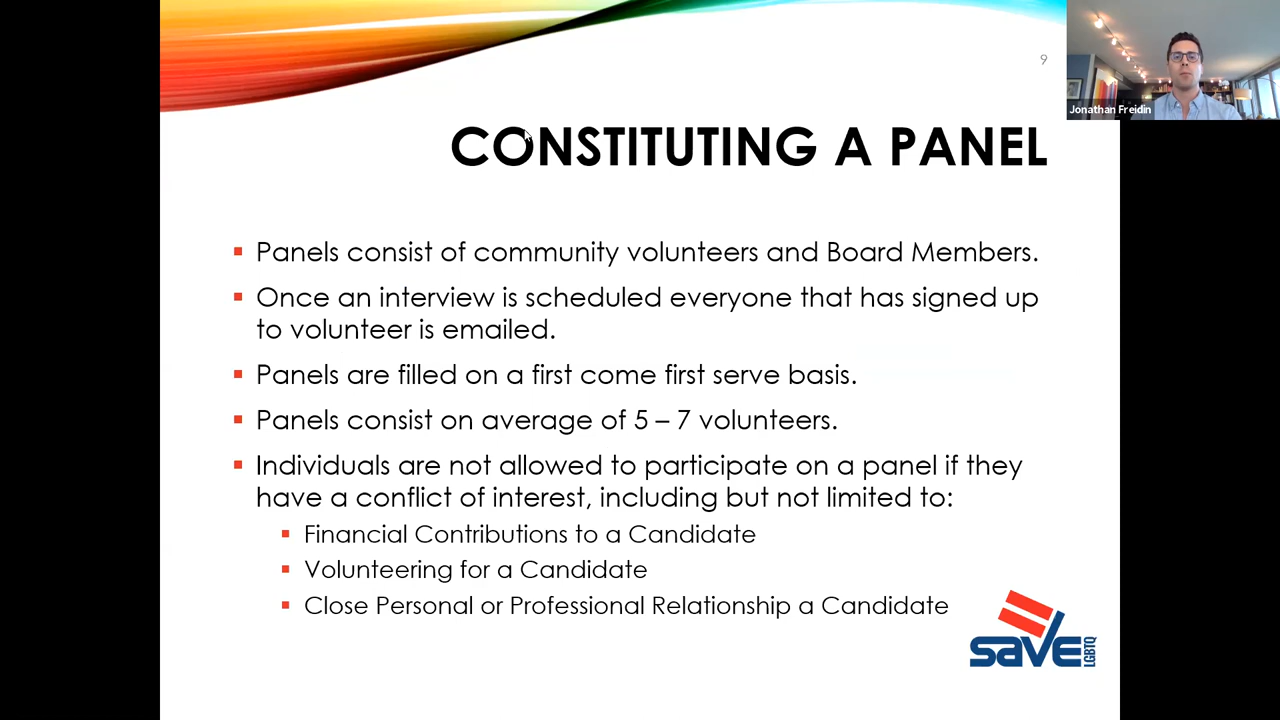 9
Jonathan Freidin
CONSTITUTING A PANEL
Panels consist of community volunteers and Board Members.
Once an interview is scheduled everyone that has signed up
to volunteer is emailed.
Panels are filled on a first come first serve basis.
Panels consist on average of 5 – 7 volunteers.
Individuals are not allowed to participate on a panel if they
have a conflict of interest, including but not limited to:
Financial Contributions to a Candidate
Volunteering for a Candidate
Close Personal or Professional Relationship a Candidate
save
LGBTQ